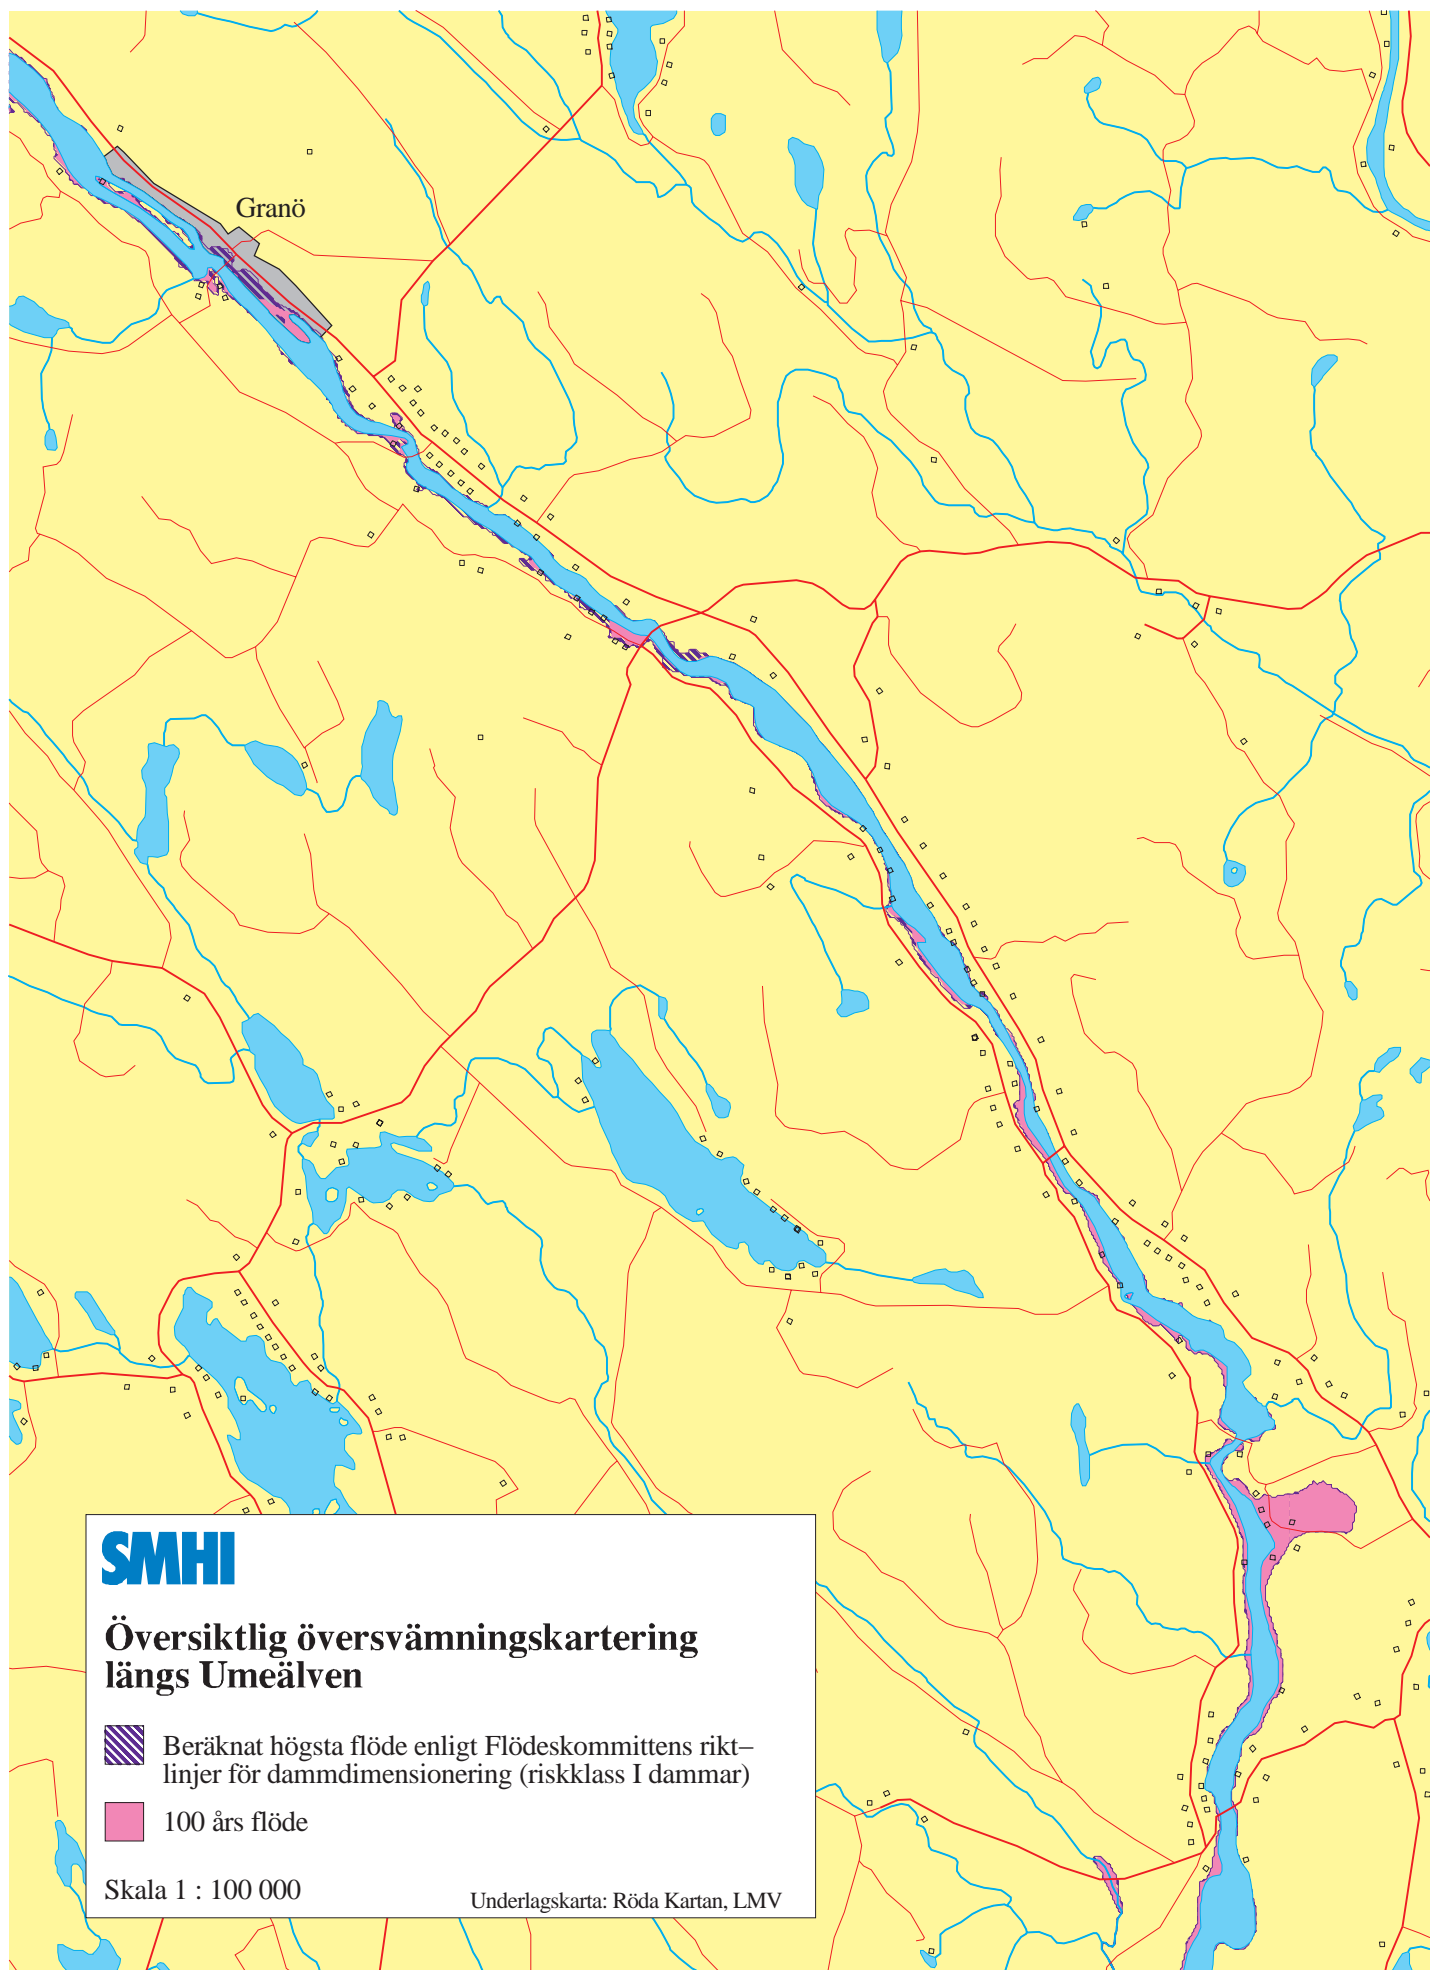 Granö
SMHI
Översiktlig översvämningskartering
längs Umeälven
Beräknat högsta flöde enligt Flödeskommittens rikt–
linjer för dammdimensionering (riskklass I dammar)
100 års flöde
Skala 1 : 100 000
Underlagskarta: Röda Kartan, LMV